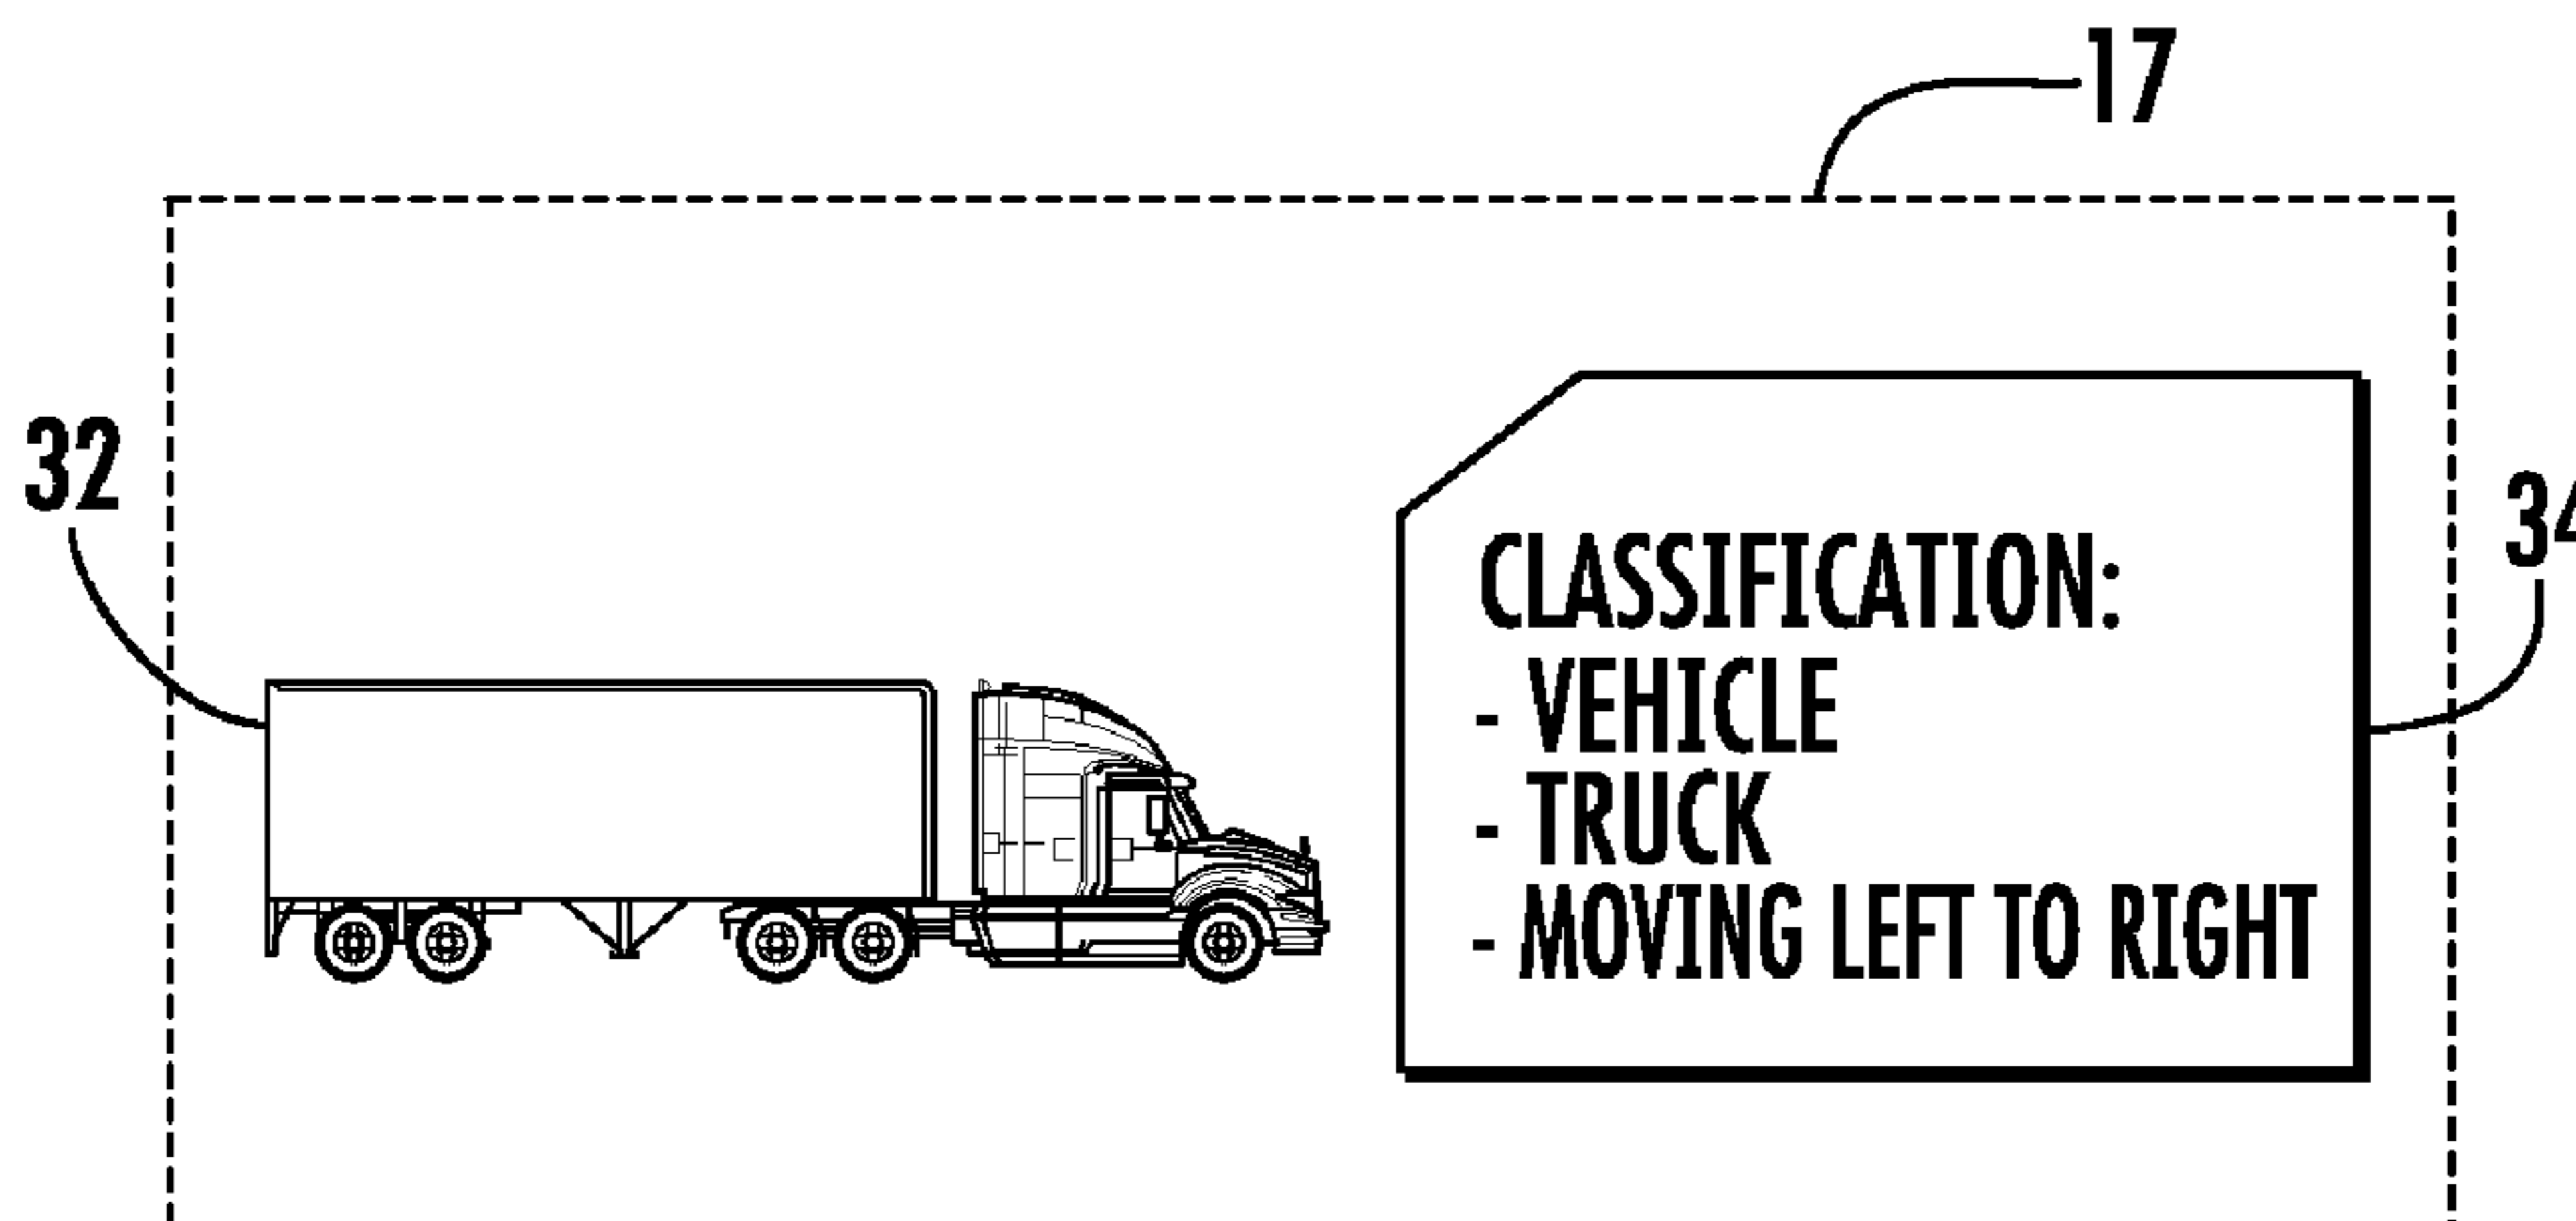 17
32
34
CLASSIFICATION:
- VEHICLE
- TRUCK
- MOVING LEFT TO RIGHT